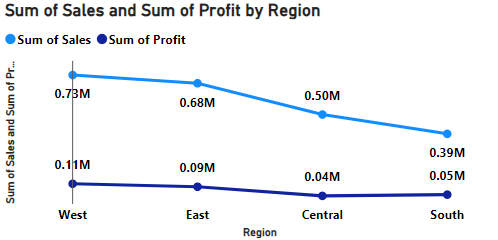 Sum of Sales and Sum of Profit by Region
Sum of Sales Sum of Profit
Sum of Sales and Sum of Pr...
0.73M 0.68M 0.50M 0.39M
0.11M 0.09M 0.04M 0.05M
West East Central South
Region